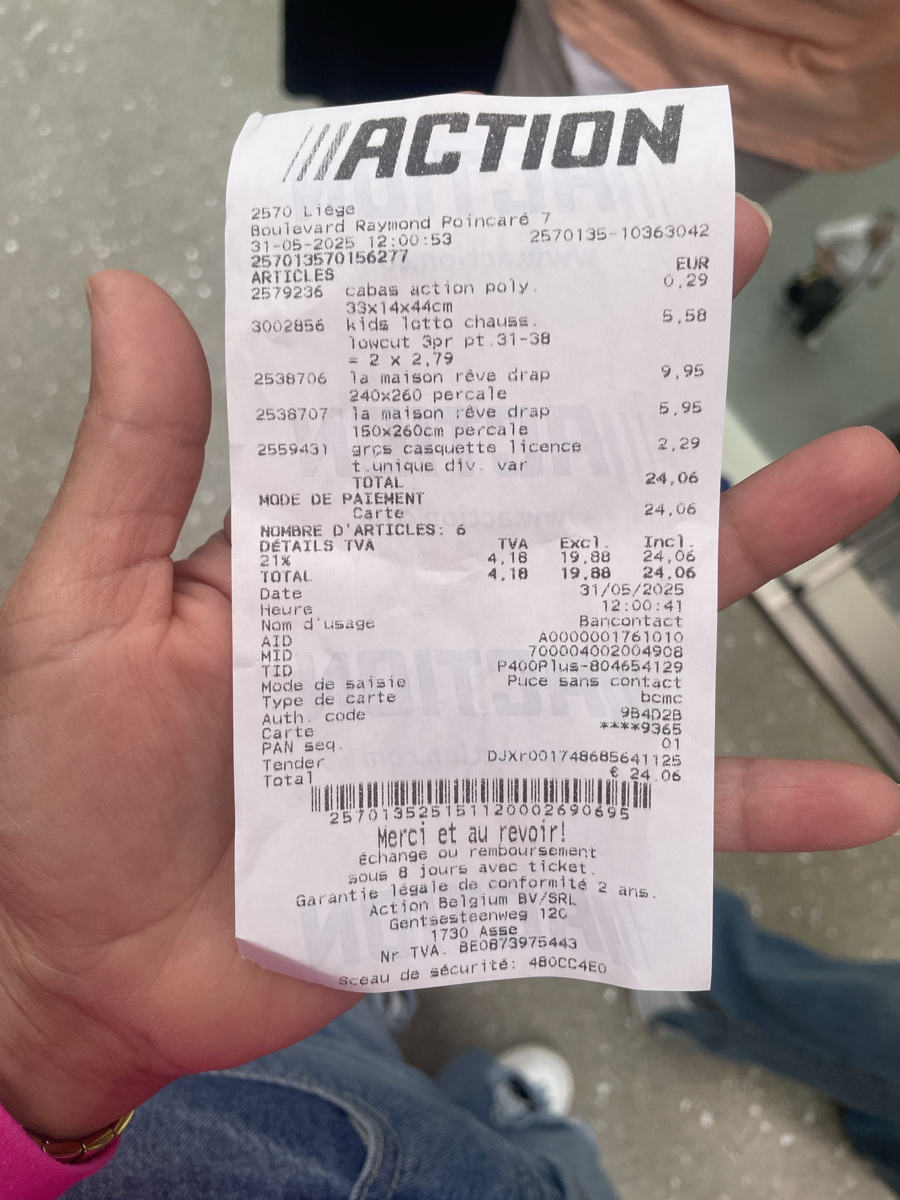 ///ACTION
2570 Liège
Boulevard Raymond Poincaré 7
31-05-2025 12:00:53 2570135-10363042
257013570156277
ARTICLES EUR
2579236 cabas action poly. 0,29
33x14x44cm
3002856 kids lotto chauss. 5,58
lowcut 3pr pt.31-38
= 2 x 2,79
2538706 la maison rêve drap 9,95
240x260 percale
2538707 la maison rêve drap 5,95
150x260cm percale
2559431 grçs casquette licence 2,29
t.unique div. var
TOTAL 24,06
MODE DE PAIEMENT
Carte 24,06
NOMBRE D'ARTICLES: 6
DÉTAILS TVA TVA Excl. Incl.
21% 4,18 19,88 24,06
TOTAL 4,18 19,88 24,06
Date 31/05/2025
Heure 12:00:41
Nom d'usage Bancontact
AID A0000001761010
MID 700004002004908
TID P400Plus-804654129
Mode de saisie Puce sans contact
Type de carte bcmc
Auth. code 9B4D2B
Carte ****9365
PAN seq. 01
Tender DJXr001748685641125
Total € 24.06
257013525151120002690695
Merci et au revoir!
échange ou remboursement
sous 8 jours avec ticket.
Garantie légale de conformité 2 ans.
Action Belgium BV/SRL
Gentsesteenweg 12C
1730 Asse
Nr TVA. BE0873975443
Sceau de sécurité: 480CC4E0